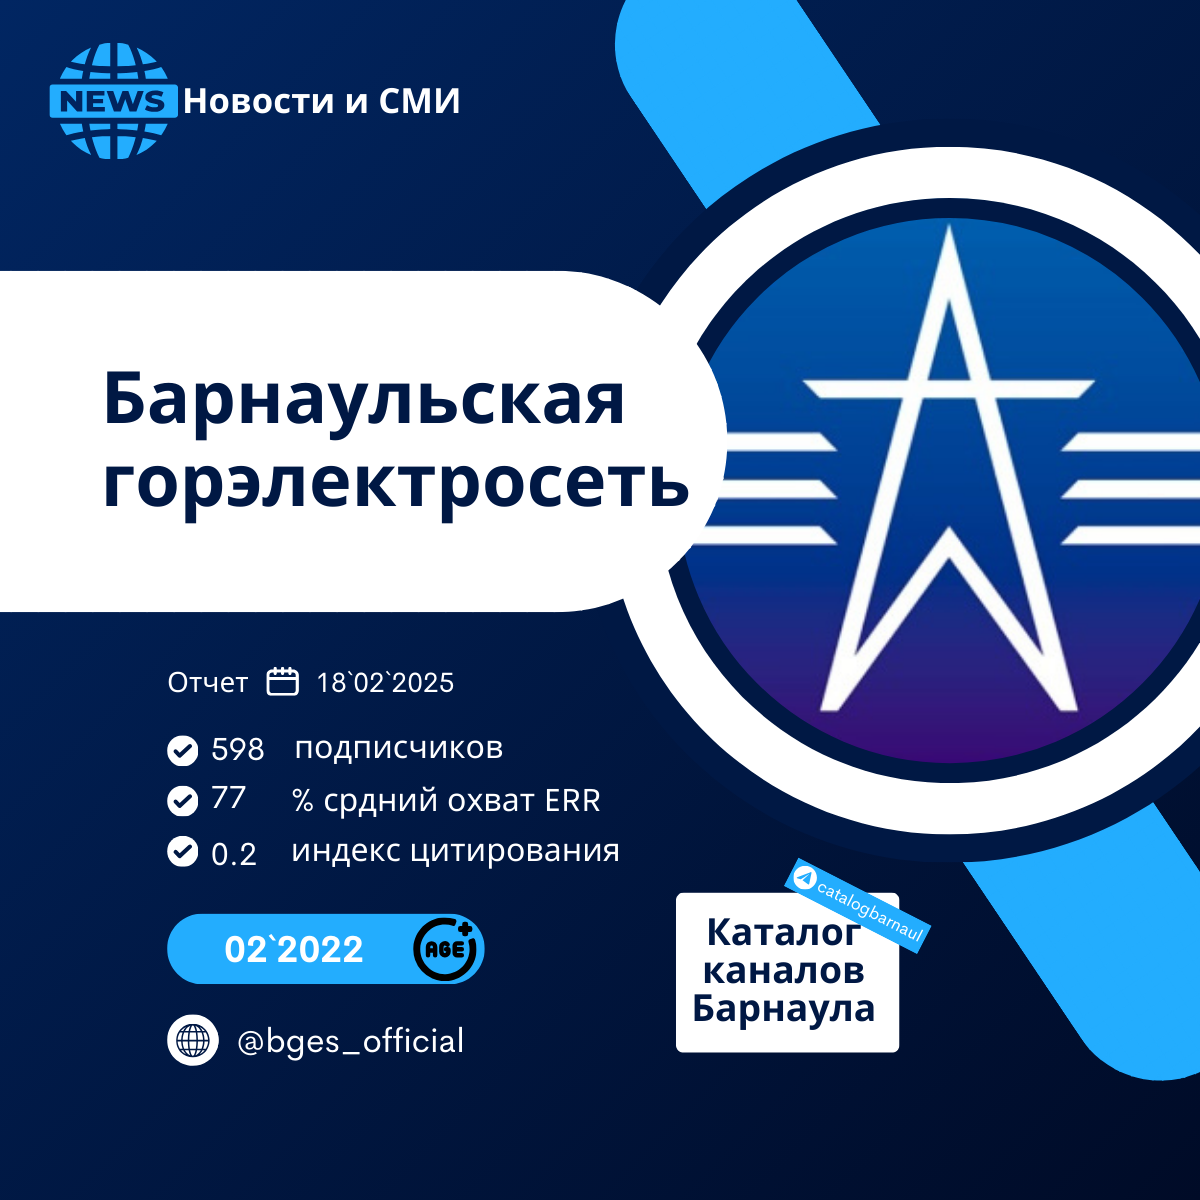 NEWS Новости и СМИ
Барнаульская
горэлектросеть
Отчет 18`02`2025
598 подписчиков
77 % срдний охват ERR
0.2 индекс цитирования
02`2022 AGE+
@bges_official
catalogbarnaul
Каталог
каналов
Барнаула